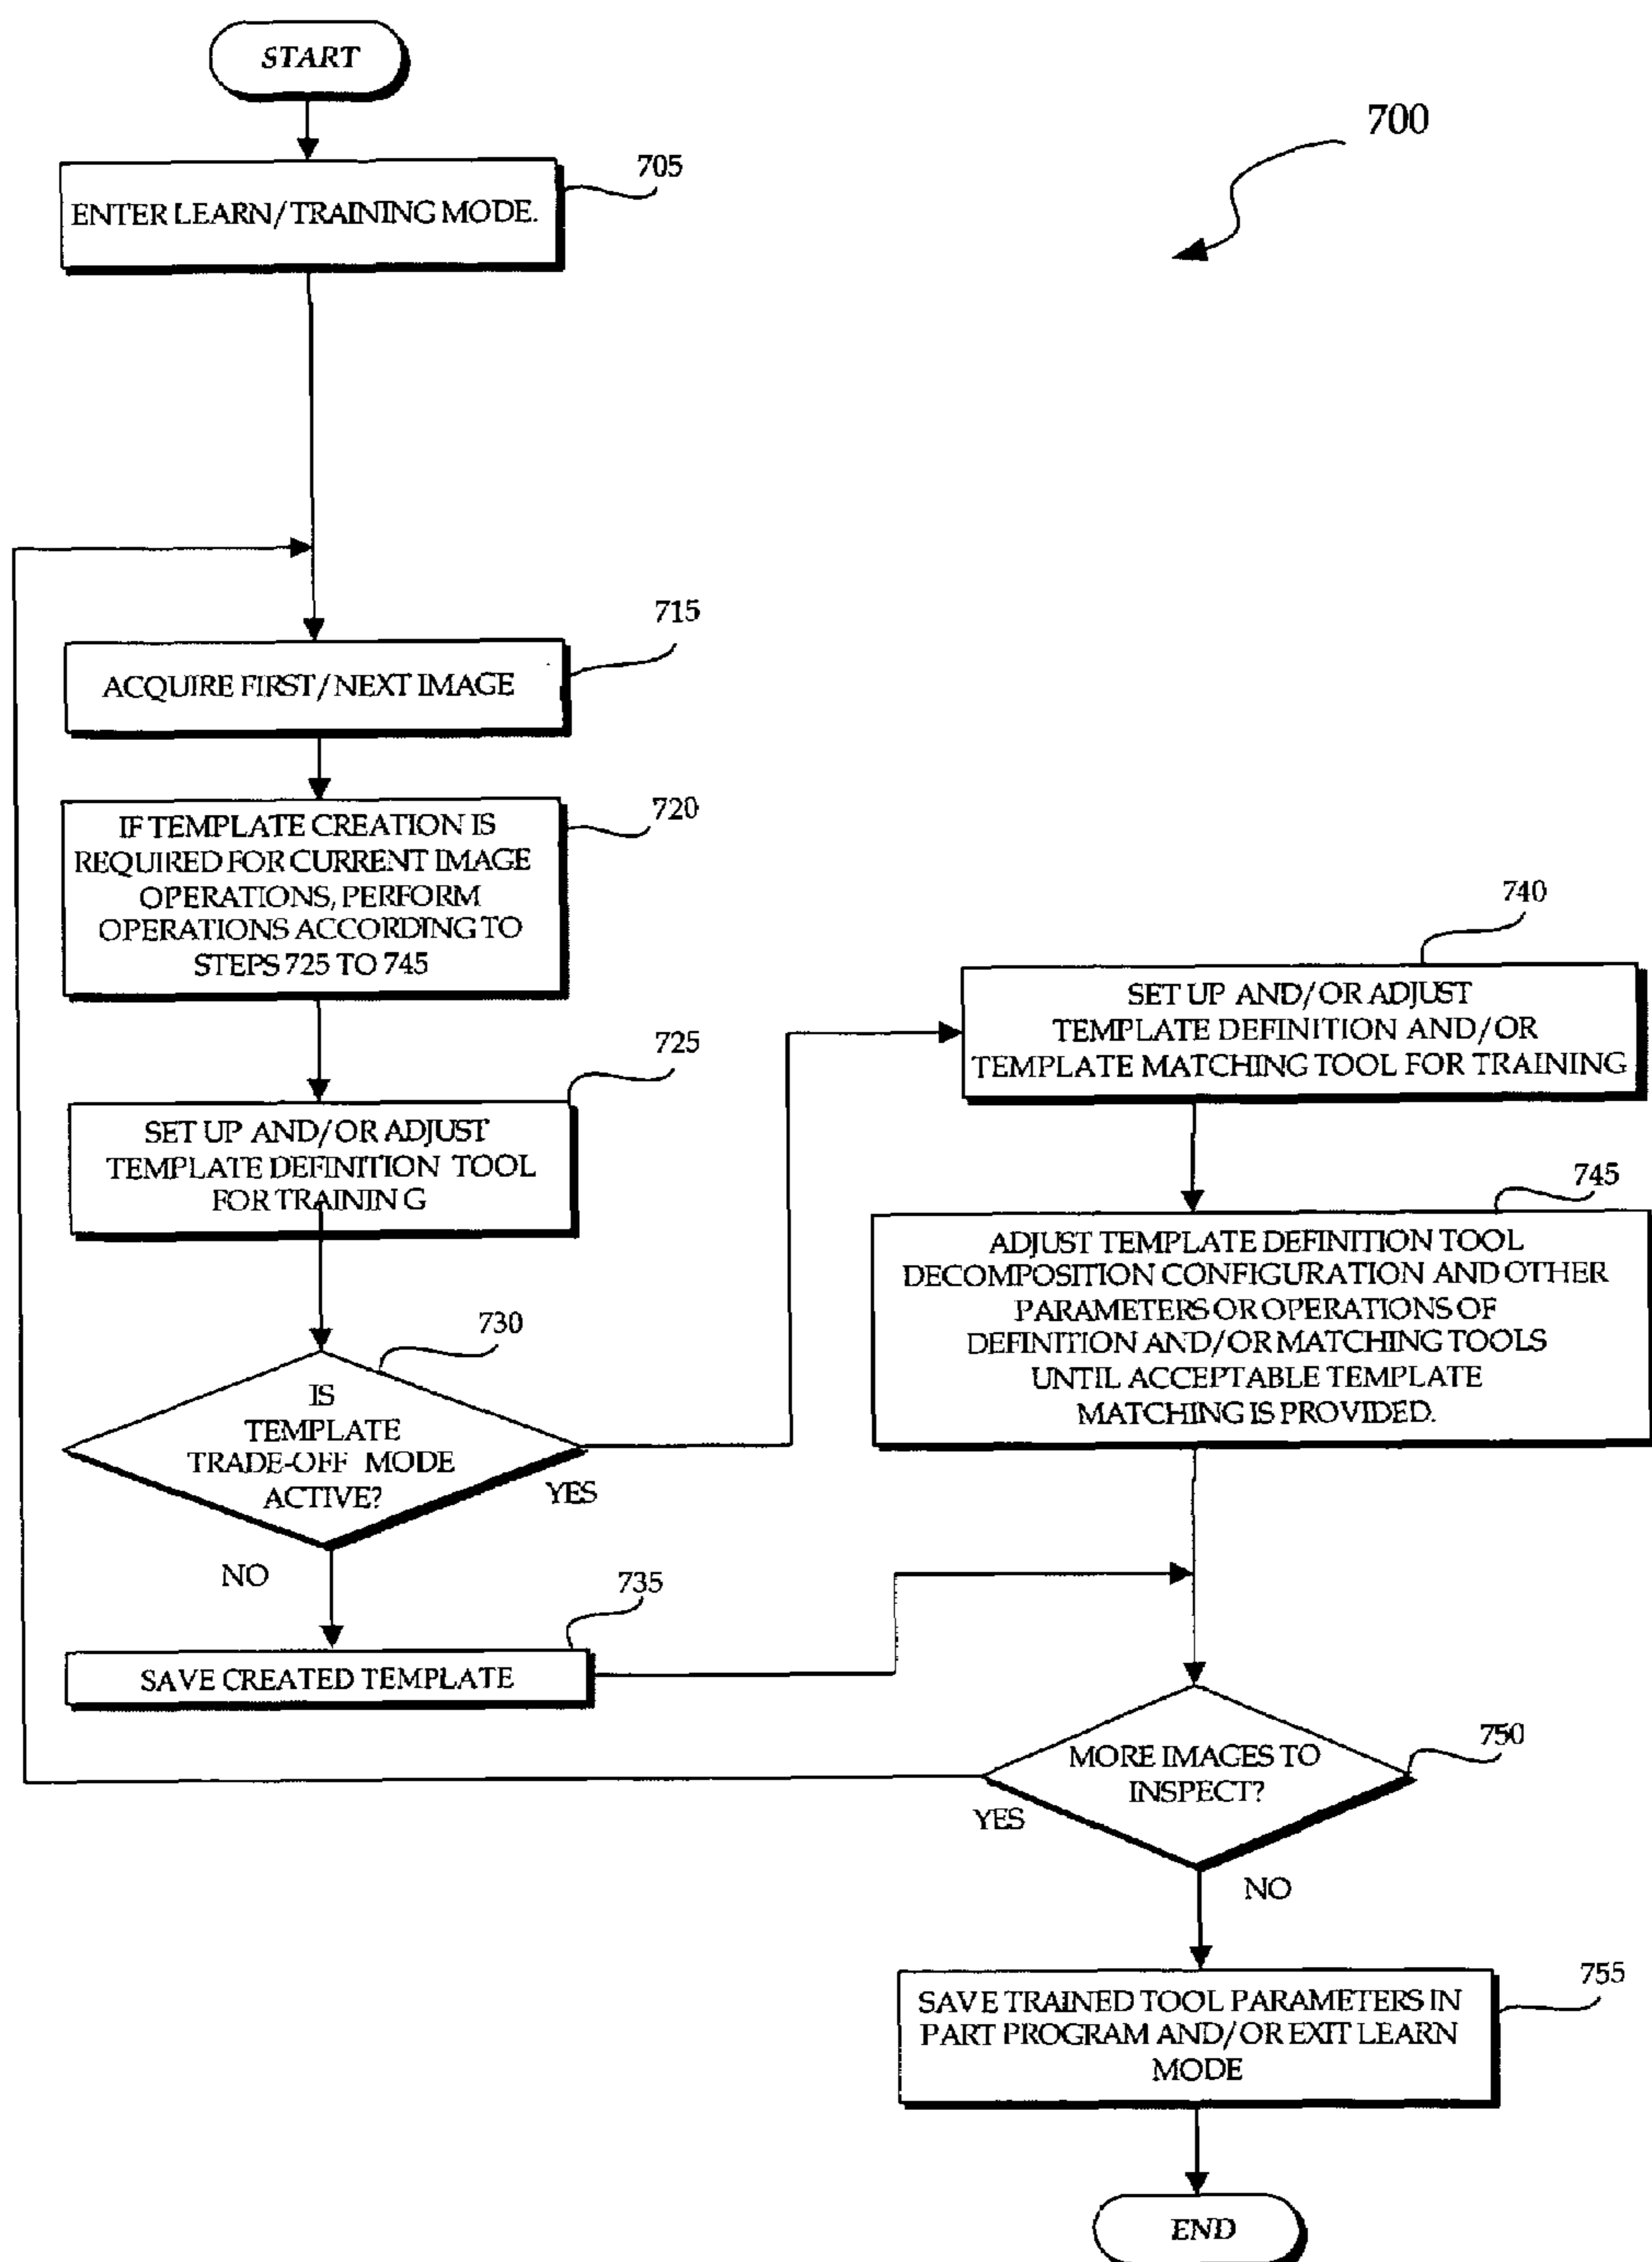 START
700
705
ENTER LEARN/TRAINING MODE.
715
ACQUIRE FIRST/NEXT IMAGE
720
IF TEMPLATE CREATION IS
REQUIRED FOR CURRENT IMAGE
OPERATIONS, PERFORM
OPERATIONS ACCORDING TO
STEPS 725 TO 745
725
SET UP AND/OR ADJUST
TEMPLATE DEFINITION TOOL
FOR TRAINING
730
IS
TEMPLATE
TRADE-OFF MODE
ACTIVE?
YES
NO
735
SAVE CREATED TEMPLATE
740
SET UP AND/OR ADJUST
TEMPLATE DEFINITION AND/OR
TEMPLATE MATCHING TOOL FOR TRAINING
745
ADJUST TEMPLATE DEFINITION TOOL
DECOMPOSITION CONFIGURATION AND OTHER
PARAMETERS OR OPERATIONS OF
DEFINITION AND/OR MATCHING TOOLS
UNTIL ACCEPTABLE TEMPLATE
MATCHING IS PROVIDED.
750
MORE IMAGES TO
INSPECT?
YES
NO
755
SAVE TRAINED TOOL PARAMETERS IN
PART PROGRAM AND/OR EXIT LEARN
MODE
END